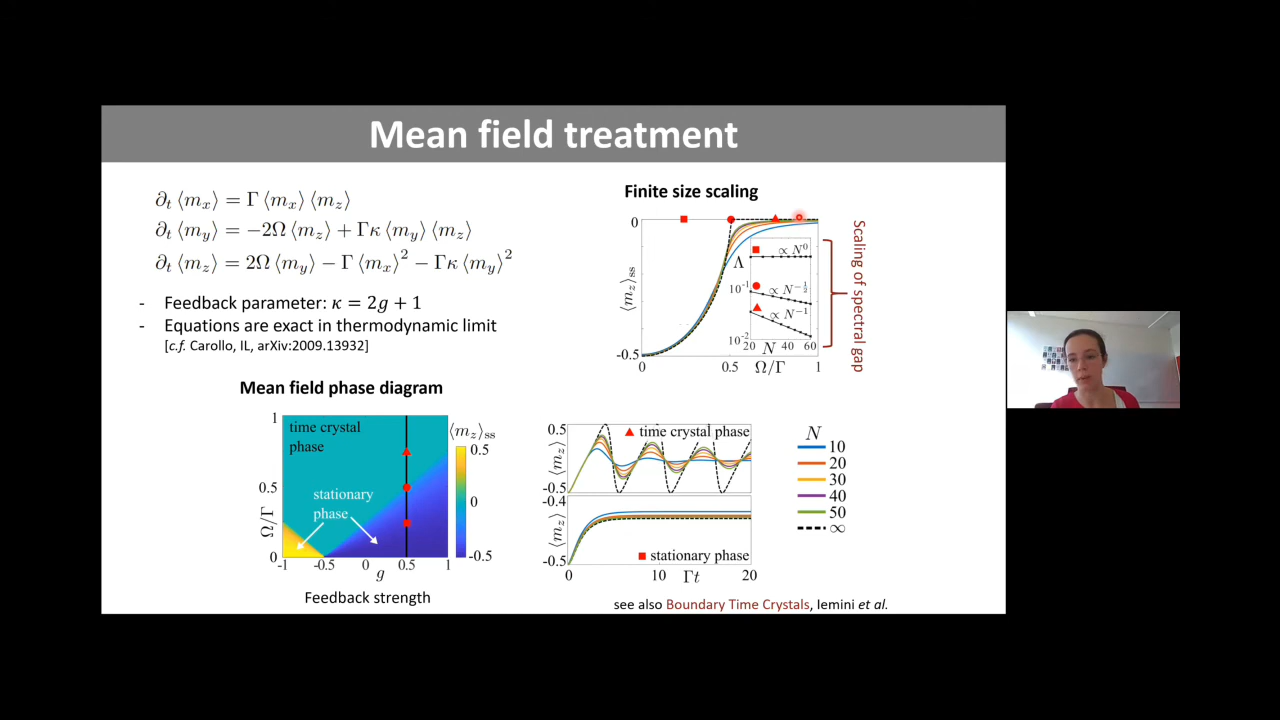 Mean field treatment
∂t ⟨mx⟩ = Γ ⟨mx⟩ ⟨mz⟩
∂t ⟨my⟩ = −2Ω ⟨mz⟩ + Γκ ⟨my⟩ ⟨mz⟩
∂t ⟨mz⟩ = 2Ω ⟨my⟩ − Γ ⟨mx⟩² − Γκ ⟨my⟩²
- Feedback parameter: κ = 2g + 1
- Equations are exact in thermodynamic limit
[c.f. Carollo, IL, arXiv:2009.13932]
Mean field phase diagram
1
0.5
0
Ω/Γ
time crystal
phase
stationary
phase
-1 -0.5 0 0.5 1
g
⟨mz⟩ss
0.5
0
-0.5
Feedback strength
Finite size scaling
0
⟨mz⟩ss
-0.5
0 0.5 Ω/Γ 1
Λ
∝ N⁰
10⁻¹
∝ N^(-1/2)
∝ N⁻¹
10⁻²
20 N 40 60
Scaling of spectral gap
0.5
⟨mz⟩
-0.5
time crystal phase
-0.4
⟨mz⟩
-0.5
stationary phase
0 10 Γt 20
N
10
20
30
40
50
∞
see also Boundary Time Crystals, Iemini et al.